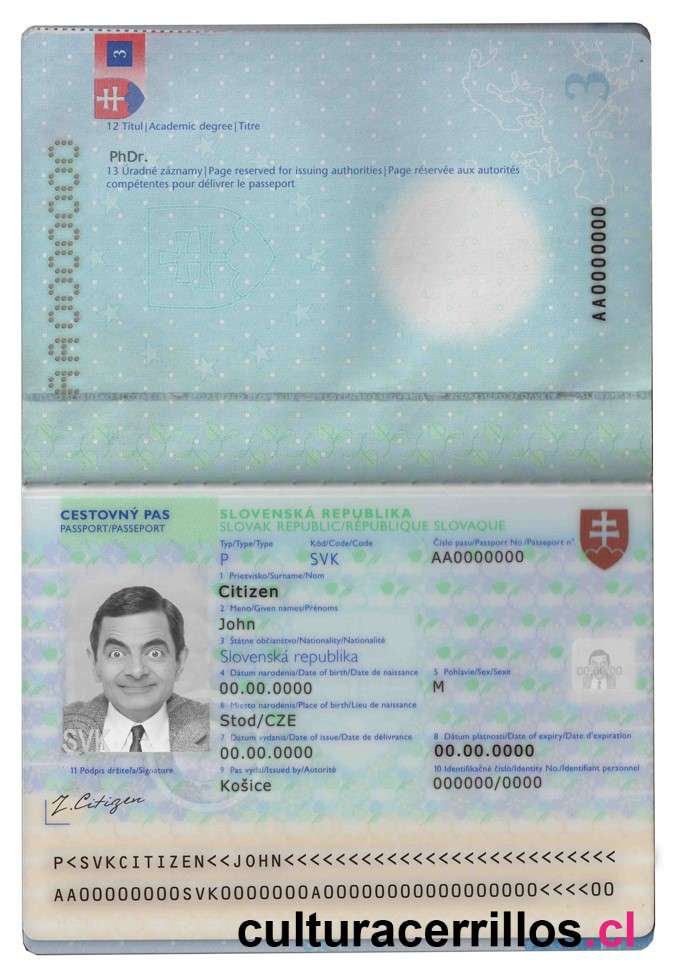 3
3
12 Titul|Academic degree|Titre
PhDr.
13 Úradné záznamy|Page reserved for issuing authorities|Page réservée aux autorités
compétentes pour délivrer le passeport
AA0000000
AA0000000
CESTOVNÝ PAS
PASSPORT/PASSEPORT
SLOVENSKÁ REPUBLIKA
SLOVAK REPUBLIC/RÉPUBLIQUE SLOVAQUE
Typ/Type/Type Kód/Code/Code Číslo pasu/Passport No./Passeport n°
P SVK AA0000000
1 Priezvisko/Surname/Nom
Citizen
2 Meno/Given names/Prénoms
John
3 Štátne občianstvo/Nationality/Nationalité
Slovenská republika
4 Dátum narodenia/Date of birth/Date de naissance 5 Pohlavie/Sex/Sexe
00.00.0000 M
00.00.00
6 Miesto narodenia/Place of birth/Lieu de naissance
Stod/CZE
7 Dátum vydania/Date of issue/Date de délivrance 8 Dátum platnosti/Date of expiry/Date d'expiration
00.00.0000 00.00.0000
SVK
11 Podpis držiteľa/Signature 9 Pas vydal/Issued by/Autorité 10 Identifikačné číslo/Identity No./Identifiant personnel
Košice 000000/0000
J. Citizen
P<SVKCITIZEN<<JOHN<<<<<<<<<<<<<<<<<<<<<<<<<<
AA00000000SVK0000000A0000000000000000<<<<00
culturacerrillos.cl